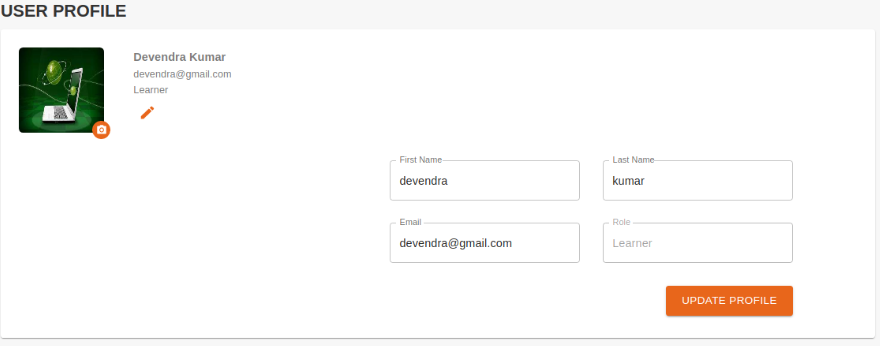 USER PROFILE
Devendra Kumar
devendra@gmail.com
Learner
First Name
devendra
Last Name
kumar
Email
devendra@gmail.com
Role
Learner
UPDATE PROFILE